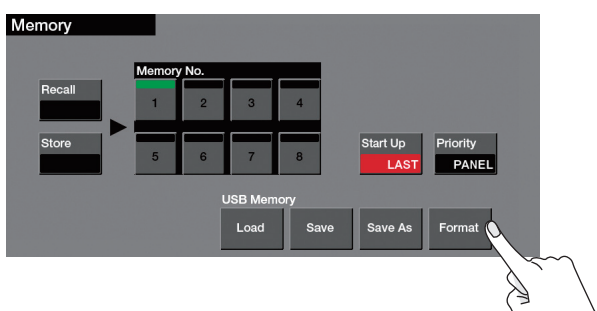 Memory
Memory No.
Recall
1 2 3 4
Store
5 6 7 8
Start Up Priority
LAST PANEL
USB Memory
Load Save Save As Format